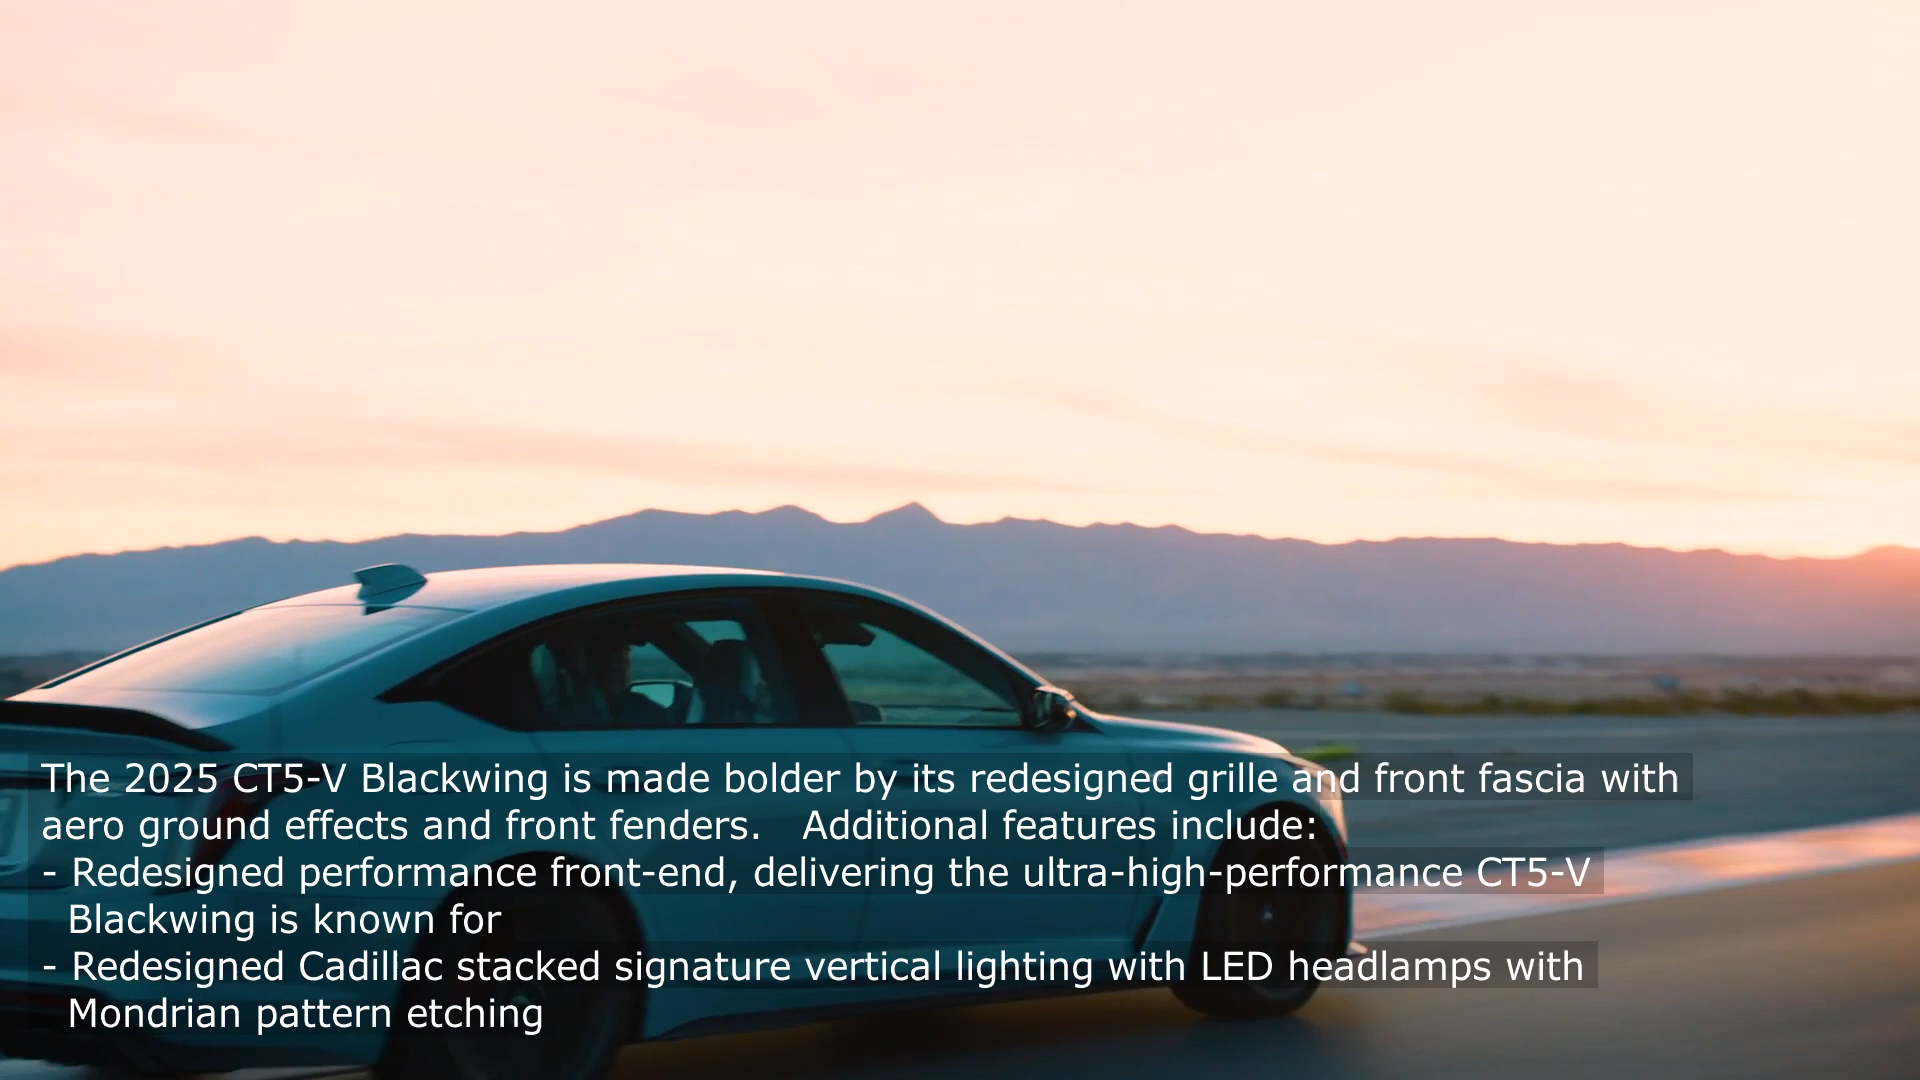 The 2025 CT5-V Blackwing is made bolder by its redesigned grille and front fascia with
aero ground effects and front fenders.   Additional features include:
- Redesigned performance front-end, delivering the ultra-high-performance CT5-V
Blackwing is known for
- Redesigned Cadillac stacked signature vertical lighting with LED headlamps with
Mondrian pattern etching